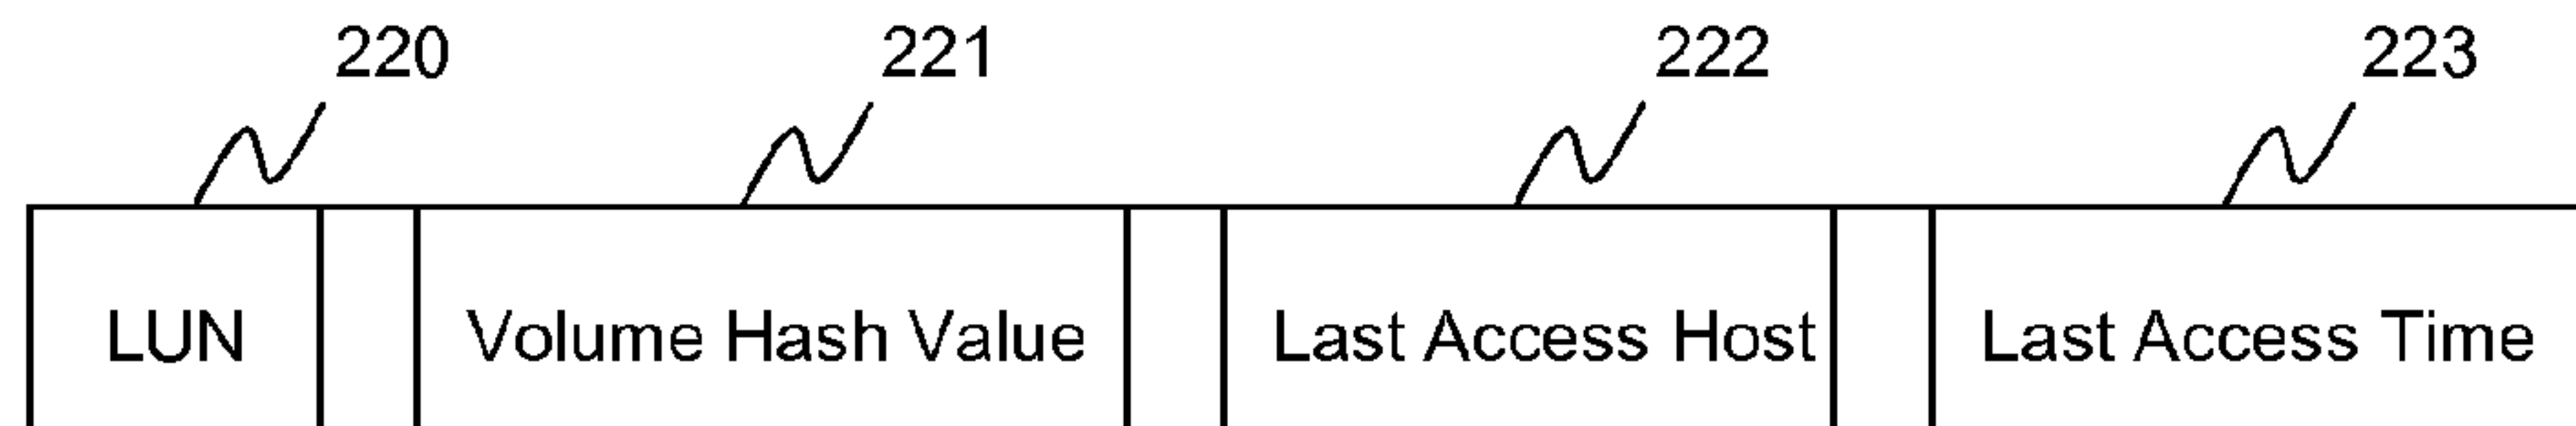 220 221 222 223
LUN Volume Hash Value Last Access Host Last Access Time